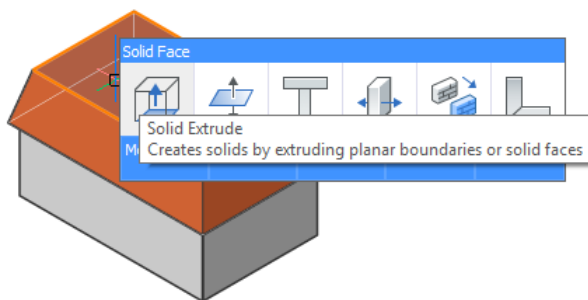 Solid Face
Solid Extrude
Creates solids by extruding planar boundaries or solid faces